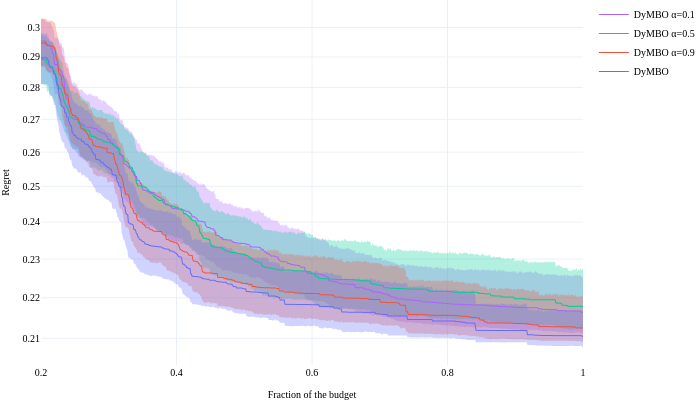 DyMBO α=0.1
DyMBO α=0.5
DyMBO α=0.9
DyMBO
0.3
0.29
0.28
0.27
0.26
0.25
0.24
0.23
0.22
0.21
Regret
0.2 0.4 0.6 0.8 1
Fraction of the budget